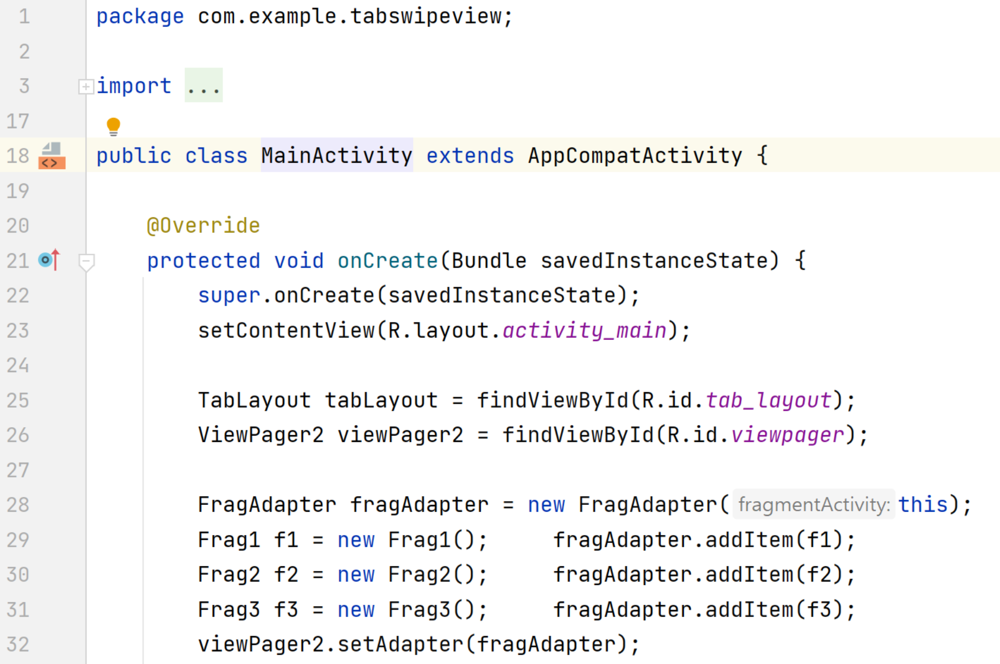 1 package com.example.tabswipeview;
2
3 import ...
17
18 <> public class MainActivity extends AppCompatActivity {
19
20 @Override
21 protected void onCreate(Bundle savedInstanceState) {
22 super.onCreate(savedInstanceState);
23 setContentView(R.layout.activity_main);
24
25 TabLayout tabLayout = findViewById(R.id.tab_layout);
26 ViewPager2 viewPager2 = findViewById(R.id.viewpager);
27
28 FragAdapter fragAdapter = new FragAdapter( fragmentActivity: this);
29 Frag1 f1 = new Frag1(); fragAdapter.addItem(f1);
30 Frag2 f2 = new Frag2(); fragAdapter.addItem(f2);
31 Frag3 f3 = new Frag3(); fragAdapter.addItem(f3);
32 viewPager2.setAdapter(fragAdapter);